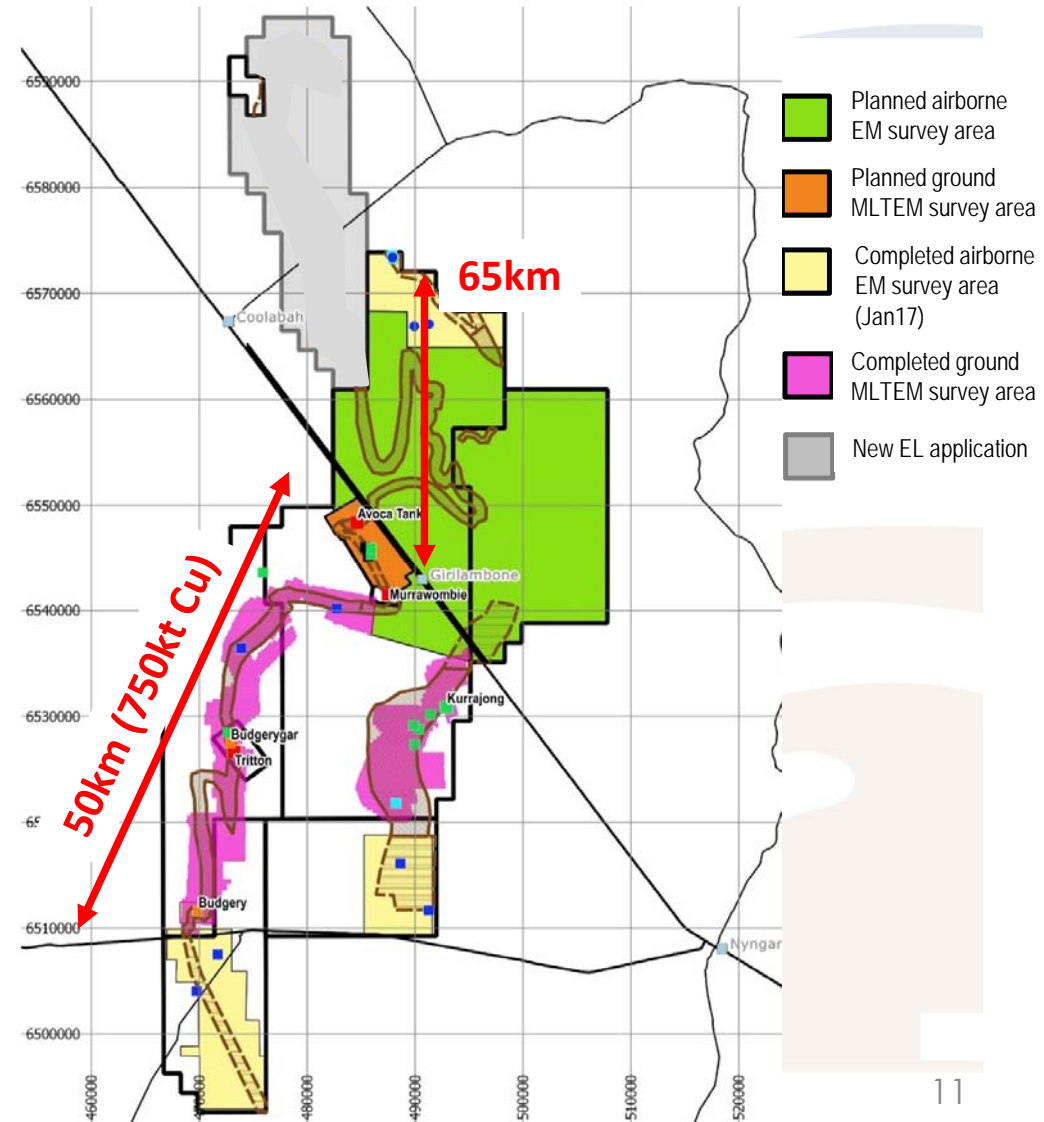 6590000
6580000
6570000
6560000
6550000
6540000
6530000
6510000
6500000
Coolabah
65km
Avoca Tank
Girilambone
Murrawombie
50km (750kt Cu)
Kurrajong
Budgerygar
Tritton
Budgery
Nyngan
460000
480000
490000
500000
510000
520000
Planned airborne
EM survey area
Planned ground
MLTEM survey area
Completed airborne
EM survey area
(Jan17)
Completed ground
MLTEM survey area
New EL application
11